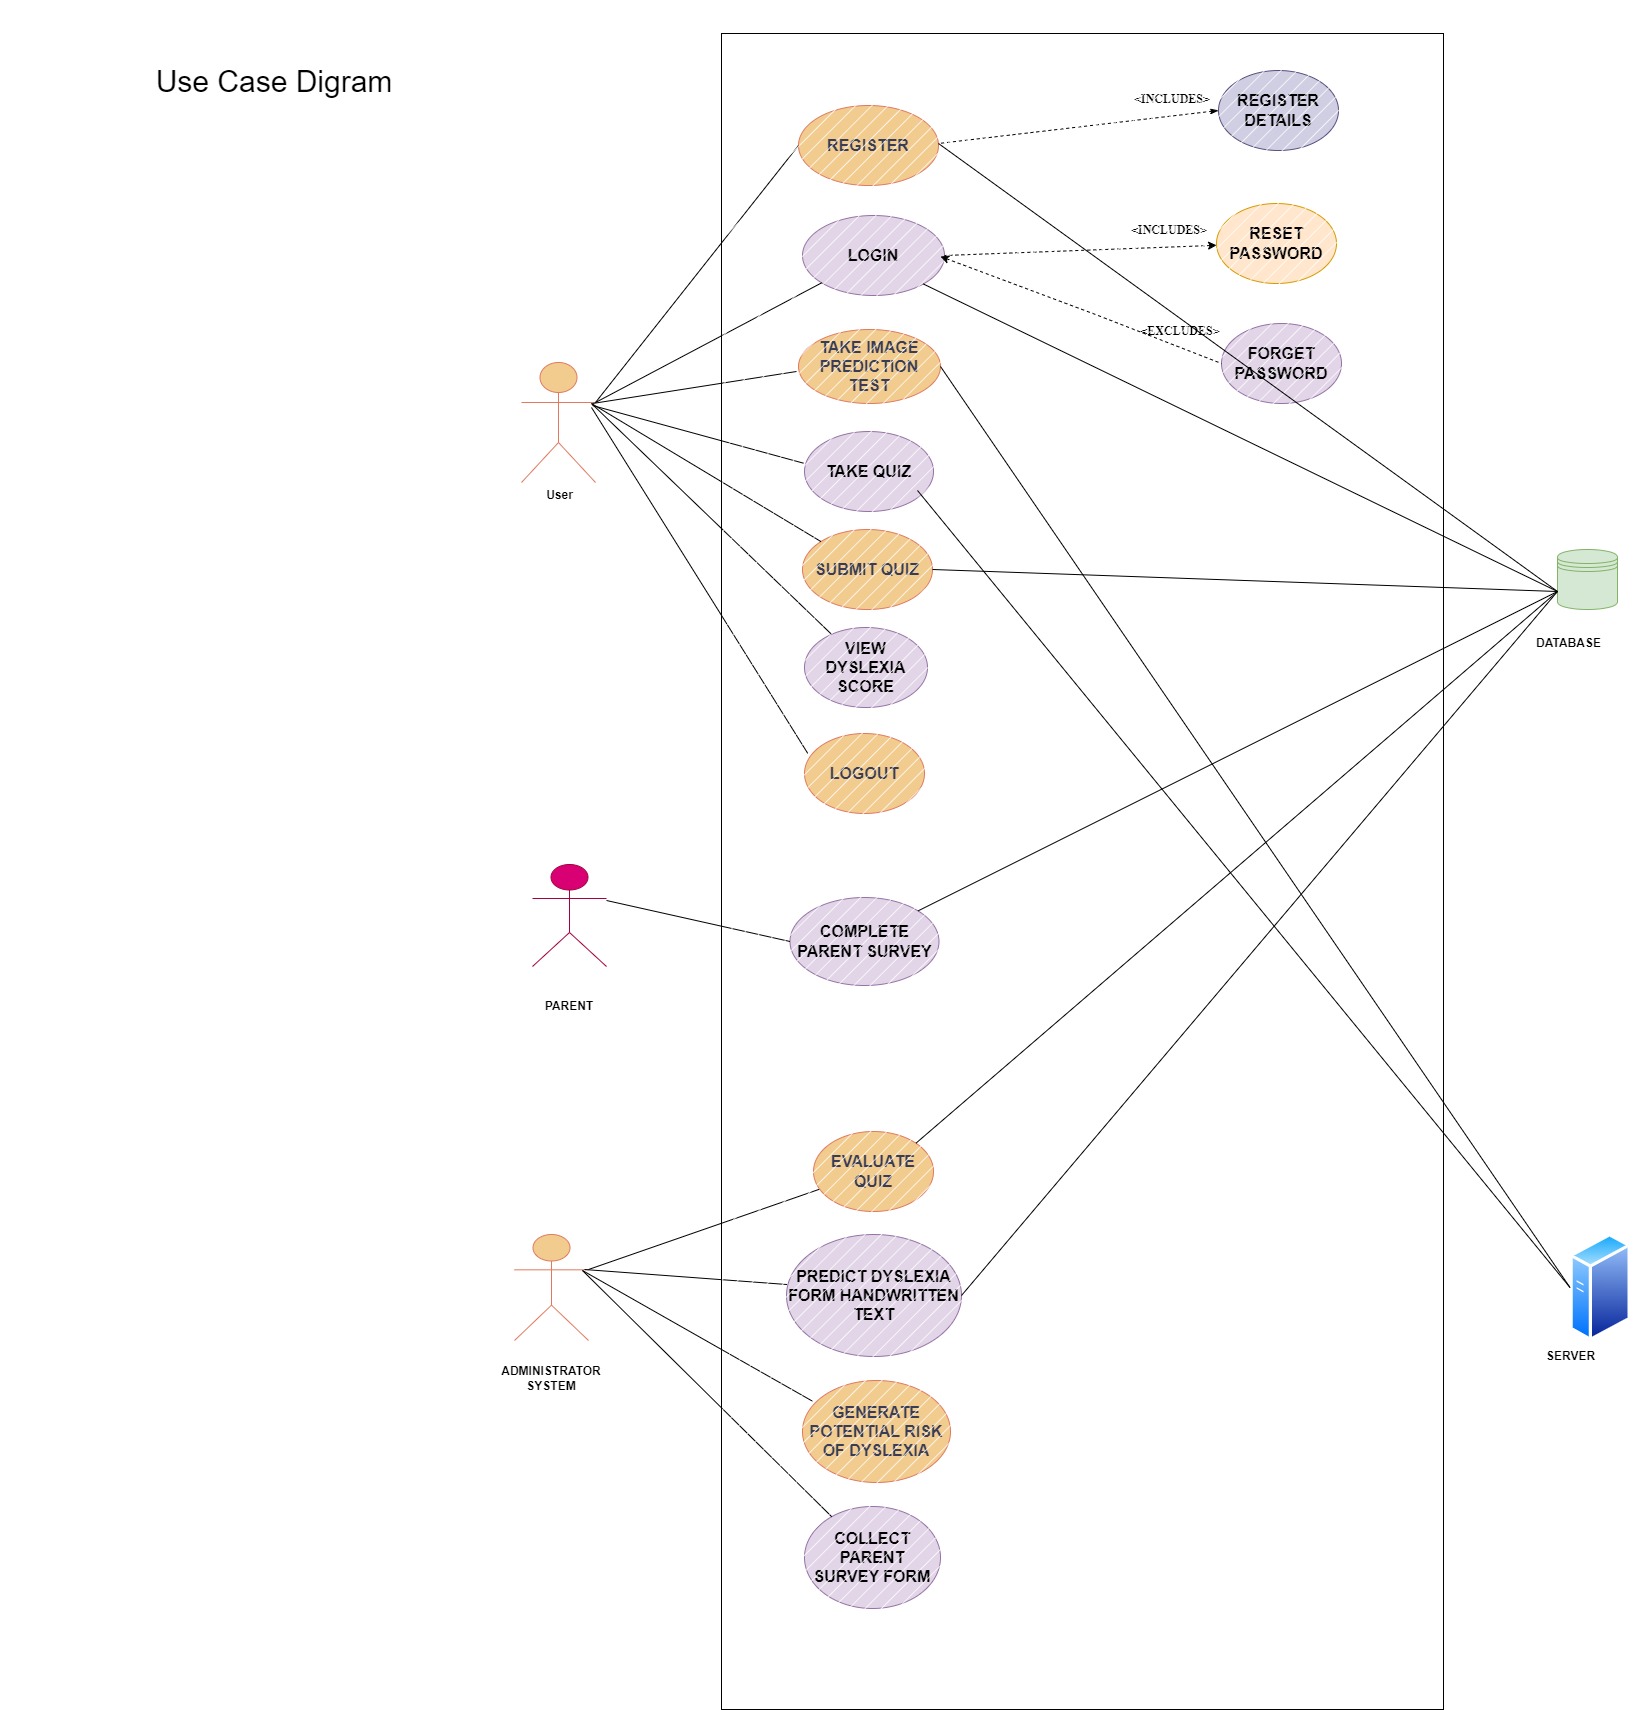 Use Case Digram
REGISTER
<INCLUDES>
REGISTER
DETAILS
LOGIN
<INCLUDES>
RESET
PASSWORD
<EXCLUDES>
FORGET
PASSWORD
TAKE IMAGE
PREDICTION
TEST
User
TAKE QUIZ
SUBMIT QUIZ
DATABASE
VIEW
DYSLEXIA
SCORE
LOGOUT
PARENT
COMPLETE
PARENT SURVEY
EVALUATE
QUIZ
PREDICT DYSLEXIA
FORM HANDWRITTEN
TEXT
SERVER
ADMINISTRATOR
SYSTEM
GENERATE
POTENTIAL RISK
OF DYSLEXIA
COLLECT
PARENT
SURVEY FORM